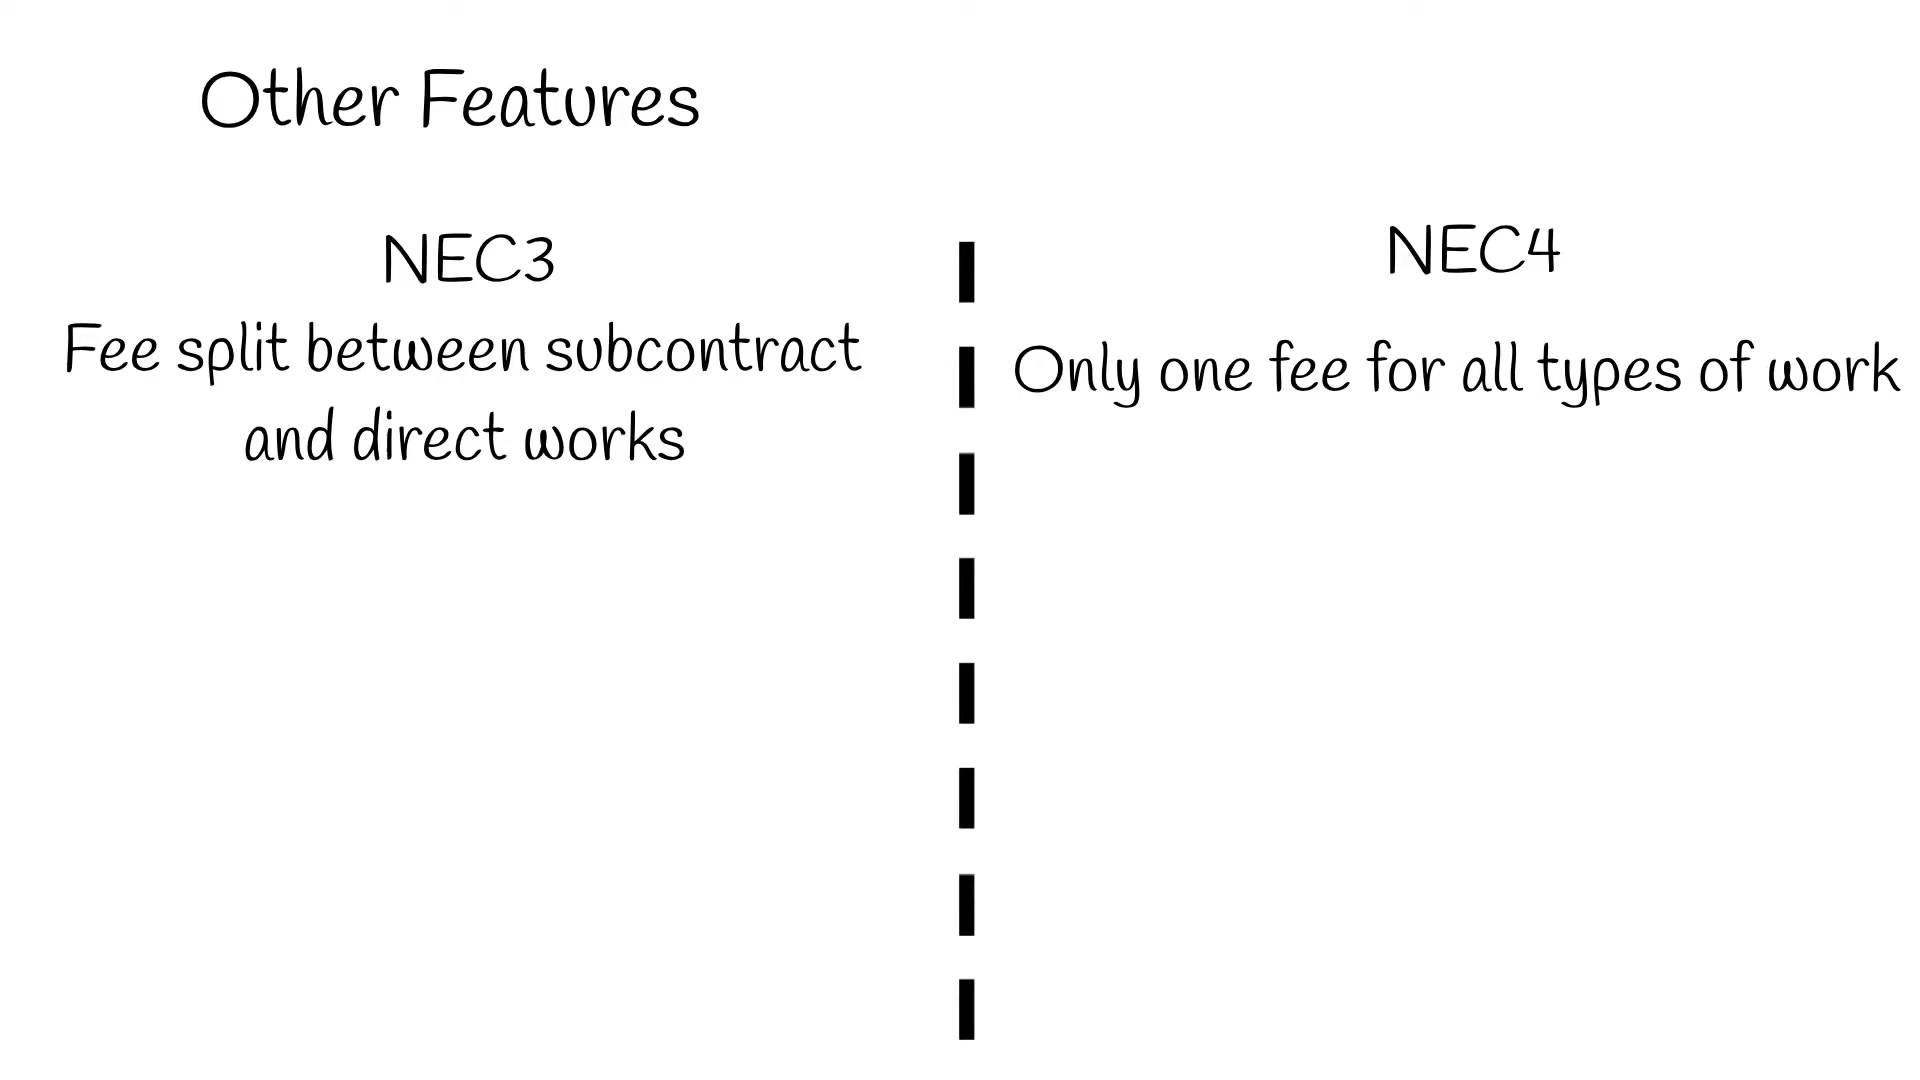 Other Features
NEC3
Fee split between subcontract
and direct works
NEC4
Only one fee for all types of work